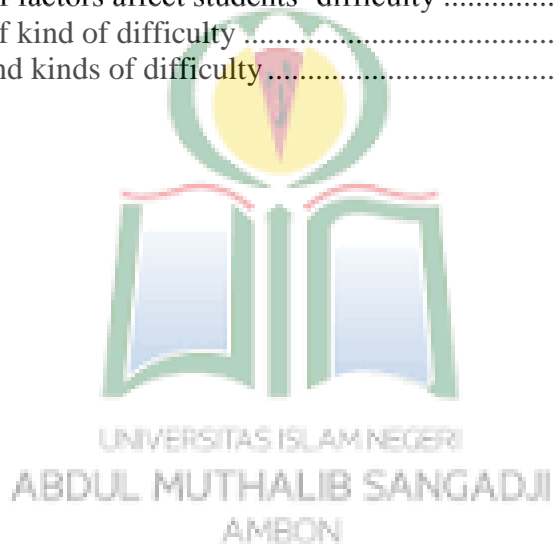 f factors affect students’ difficulty ................
f kind of difficulty ......................................
nd kinds of difficulty ..................................
UNIVERSITAS ISLAM NEGERI
ABDUL MUTHALIB SANGADJI
AMBON